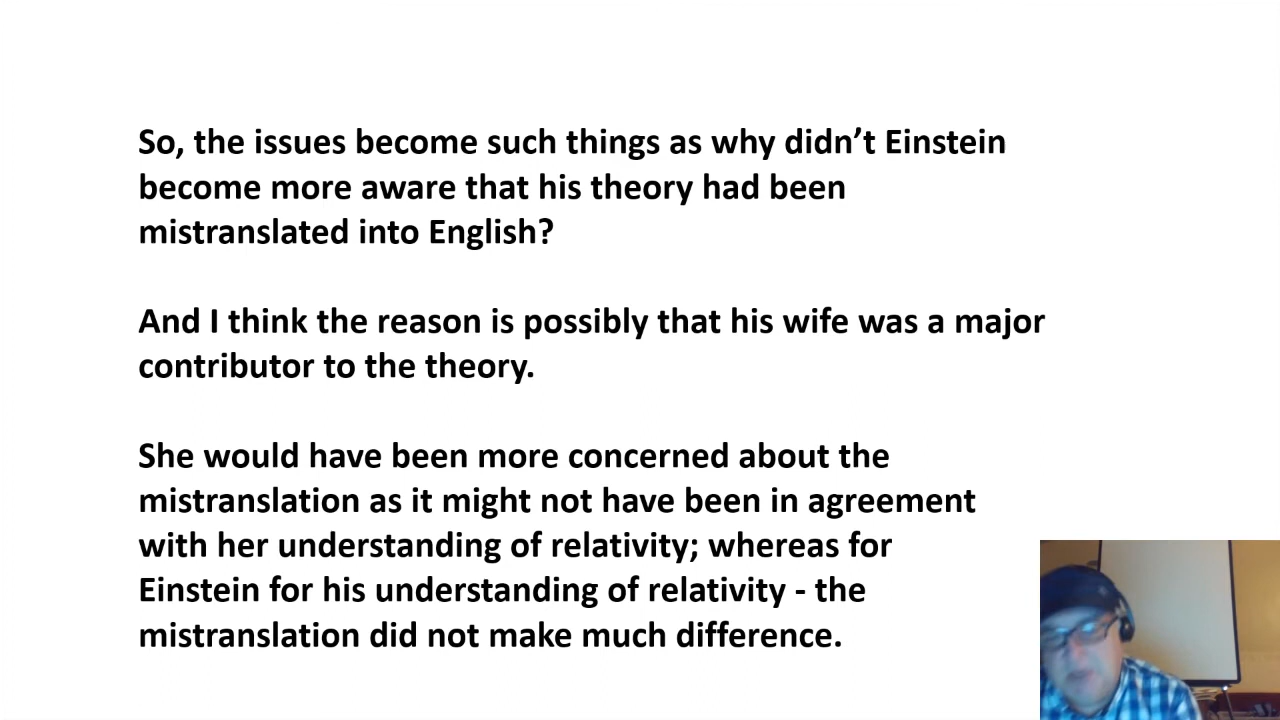 So, the issues become such things as why didn’t Einstein
become more aware that his theory had been
mistranslated into English?
And I think the reason is possibly that his wife was a major
contributor to the theory.
She would have been more concerned about the
mistranslation as it might not have been in agreement
with her understanding of relativity; whereas for
Einstein for his understanding of relativity - the
mistranslation did not make much difference.